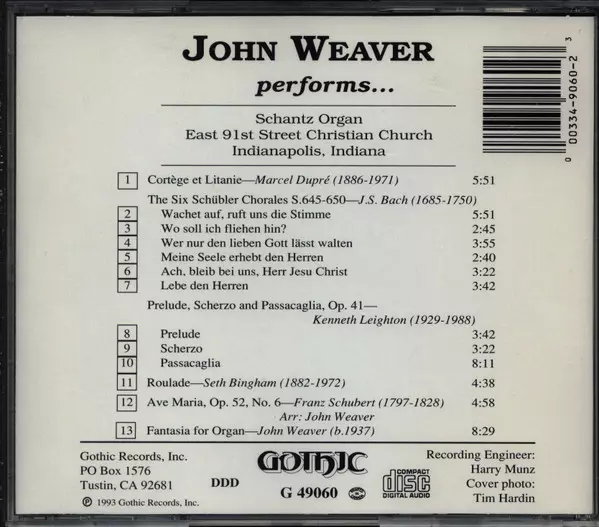 JOHN WEAVER
performs...
Schantz Organ
East 91st Street Christian Church
Indianapolis, Indiana
0 00334-9060-2 3
1 Cortège et Litanie—Marcel Dupré (1886-1971) 5:51
The Six Schübler Chorales S.645-650—J.S. Bach (1685-1750)
2 Wachet auf, ruft uns die Stimme 5:51
3 Wo soll ich fliehen hin? 2:45
4 Wer nur den lieben Gott lässt walten 3:55
5 Meine Seele erhebt den Herren 2:40
6 Ach, bleib bei uns, Herr Jesu Christ 3:22
7 Lebe den Herren 3:42
Prelude, Scherzo and Passacaglia, Op. 41—
Kenneth Leighton (1929-1988)
8 Prelude 3:42
9 Scherzo 3:22
10 Passacaglia 8:11
11 Roulade—Seth Bingham (1882-1972) 4:38
12 Ave Maria, Op. 52, No. 6—Franz Schubert (1797-1828) 4:58
Arr: John Weaver
13 Fantasia for Organ—John Weaver (b.1937) 8:29
Gothic Records, Inc.
PO Box 1576
Tustin, CA 92681
℗ 1993 Gothic Records, Inc.
DDD
GOTHIC
G 49060
COMPACT
disc
DIGITAL AUDIO
Recording Engineer:
Harry Munz
Cover photo:
Tim Hardin